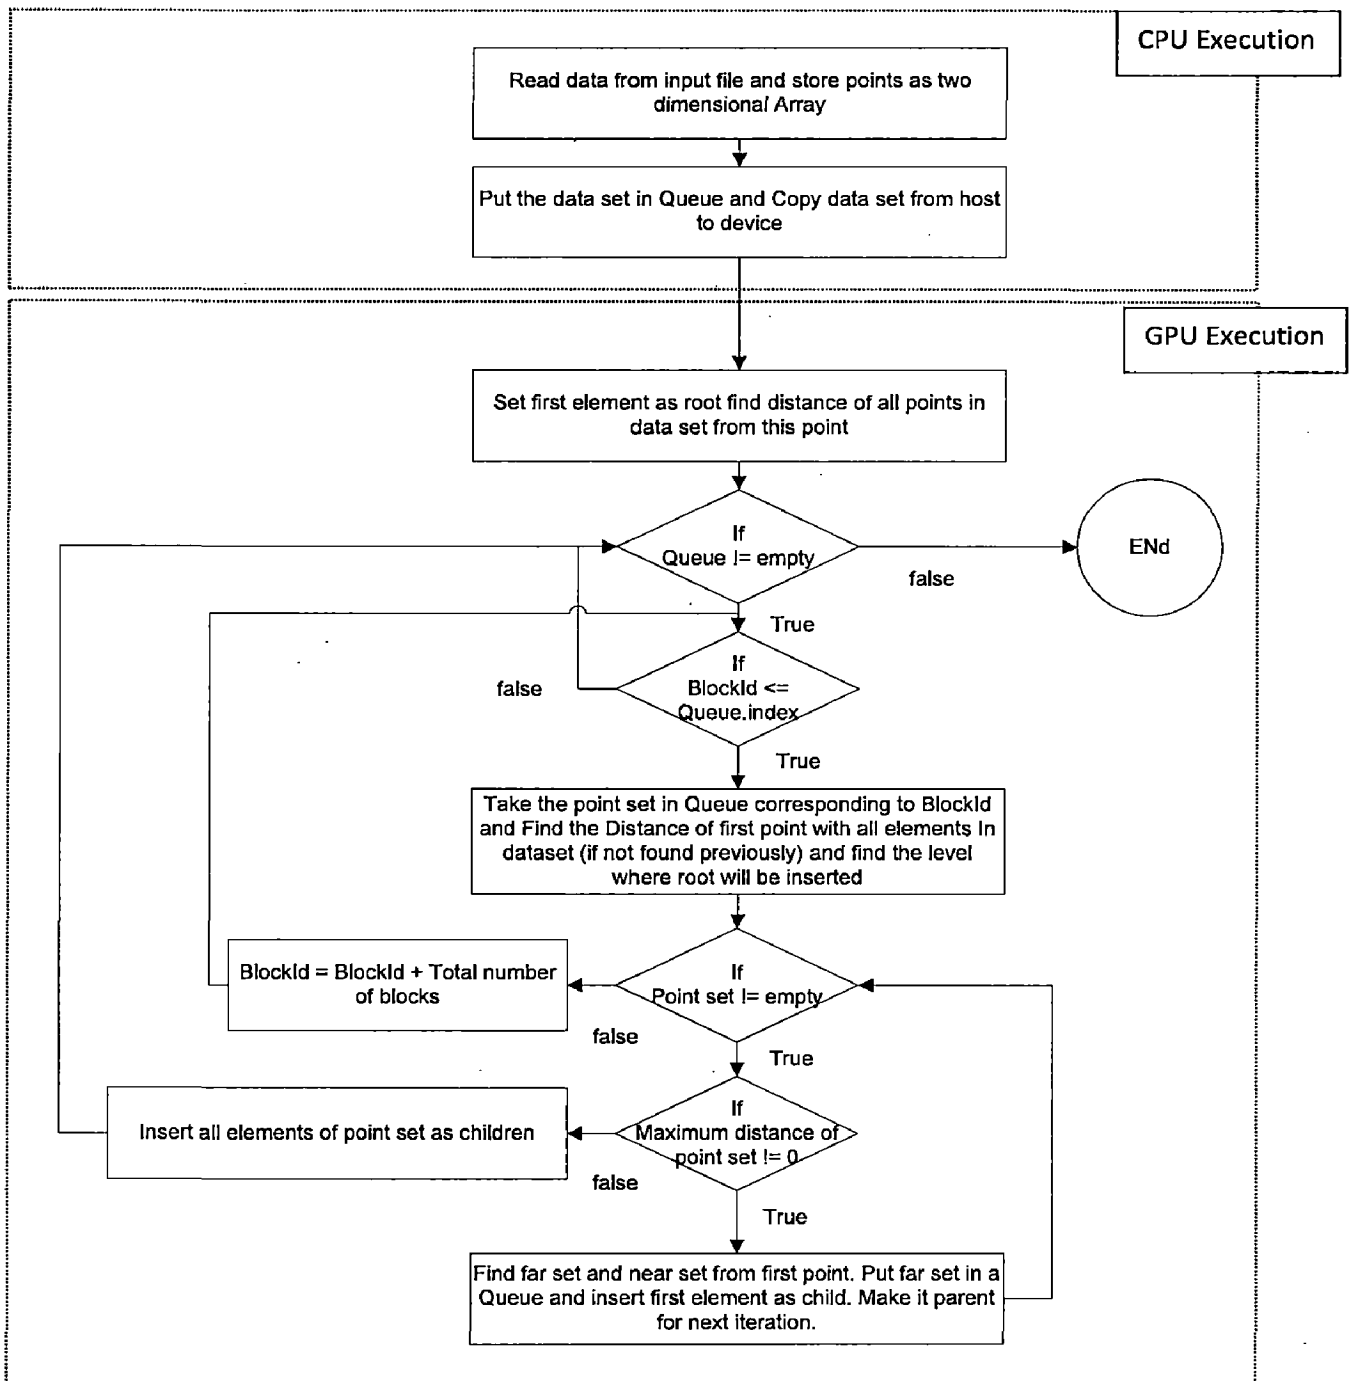 CPU Execution
Read data from input file and store points as two
dimensional Array
Put the data set in Queue and Copy data set from host
to device
GPU Execution
Set first element as root find distance of all points in
data set from this point
If
Queue != empty
false
ENd
True
If
BlockId <=
Queue.index
false
True
Take the point set in Queue corresponding to BlockId
and Find the Distance of first point with all elements In
dataset (if not found previously) and find the level
where root will be inserted
If
Point set != empty
false
BlockId = BlockId + Total number
of blocks
True
If
Maximum distance of
point set != 0
false
Insert all elements of point set as children
True
Find far set and near set from first point. Put far set in a
Queue and insert first element as child. Make it parent
for next iteration.